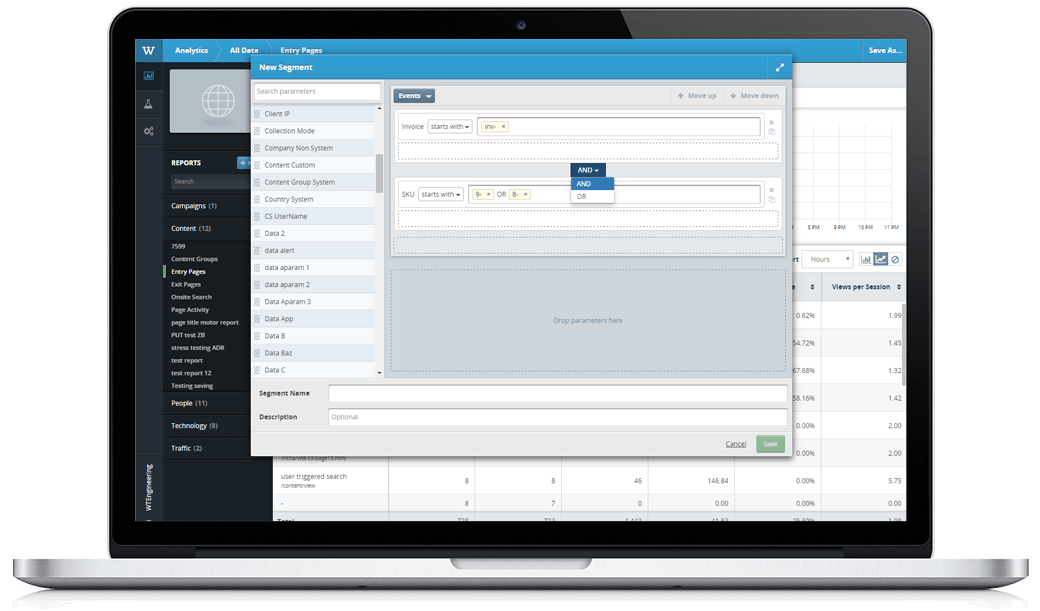 W
Analytics
All Data
Entry Pages
Save As...
New Segment
Search parameters
Client IP
Collection Mode
Company Non System
Content Custom
Content Group System
Country System
CS UserName
Data 2
data alert
data aparam 1
data aparam 2
Data Aparam 3
Data App
Data B
Data Baz
Data C
Events
Move up
Move down
Invoice starts with inv- ×
AND
AND
OR
SKU starts with 9- × OR 8- ×
Drop parameters here
Segment Name
Description Optional
Cancel Save
REPORTS
Search
Campaigns (1)
Content (12)
7599
Content Groups
Entry Pages
Exit Pages
Onsite Search
Page Activity
page title motor report
PUT test ZB
stress testing ADR
test report
test report 12
Testing saving
People (11)
Technology (8)
Traffic (2)
WTEngineering
8 PM 9 PM 10 PM 11 PM
Hours
Views per Session
0.62% 1.99
54.72% 1.45
67.68% 1.32
58.16% 1.42
0.00% 2.00
0.00% 2.00
user triggered search 8 8 46 146.84 0.00% 5.75
/content/view
- 8 7 0 0.00 0.00% 0.00